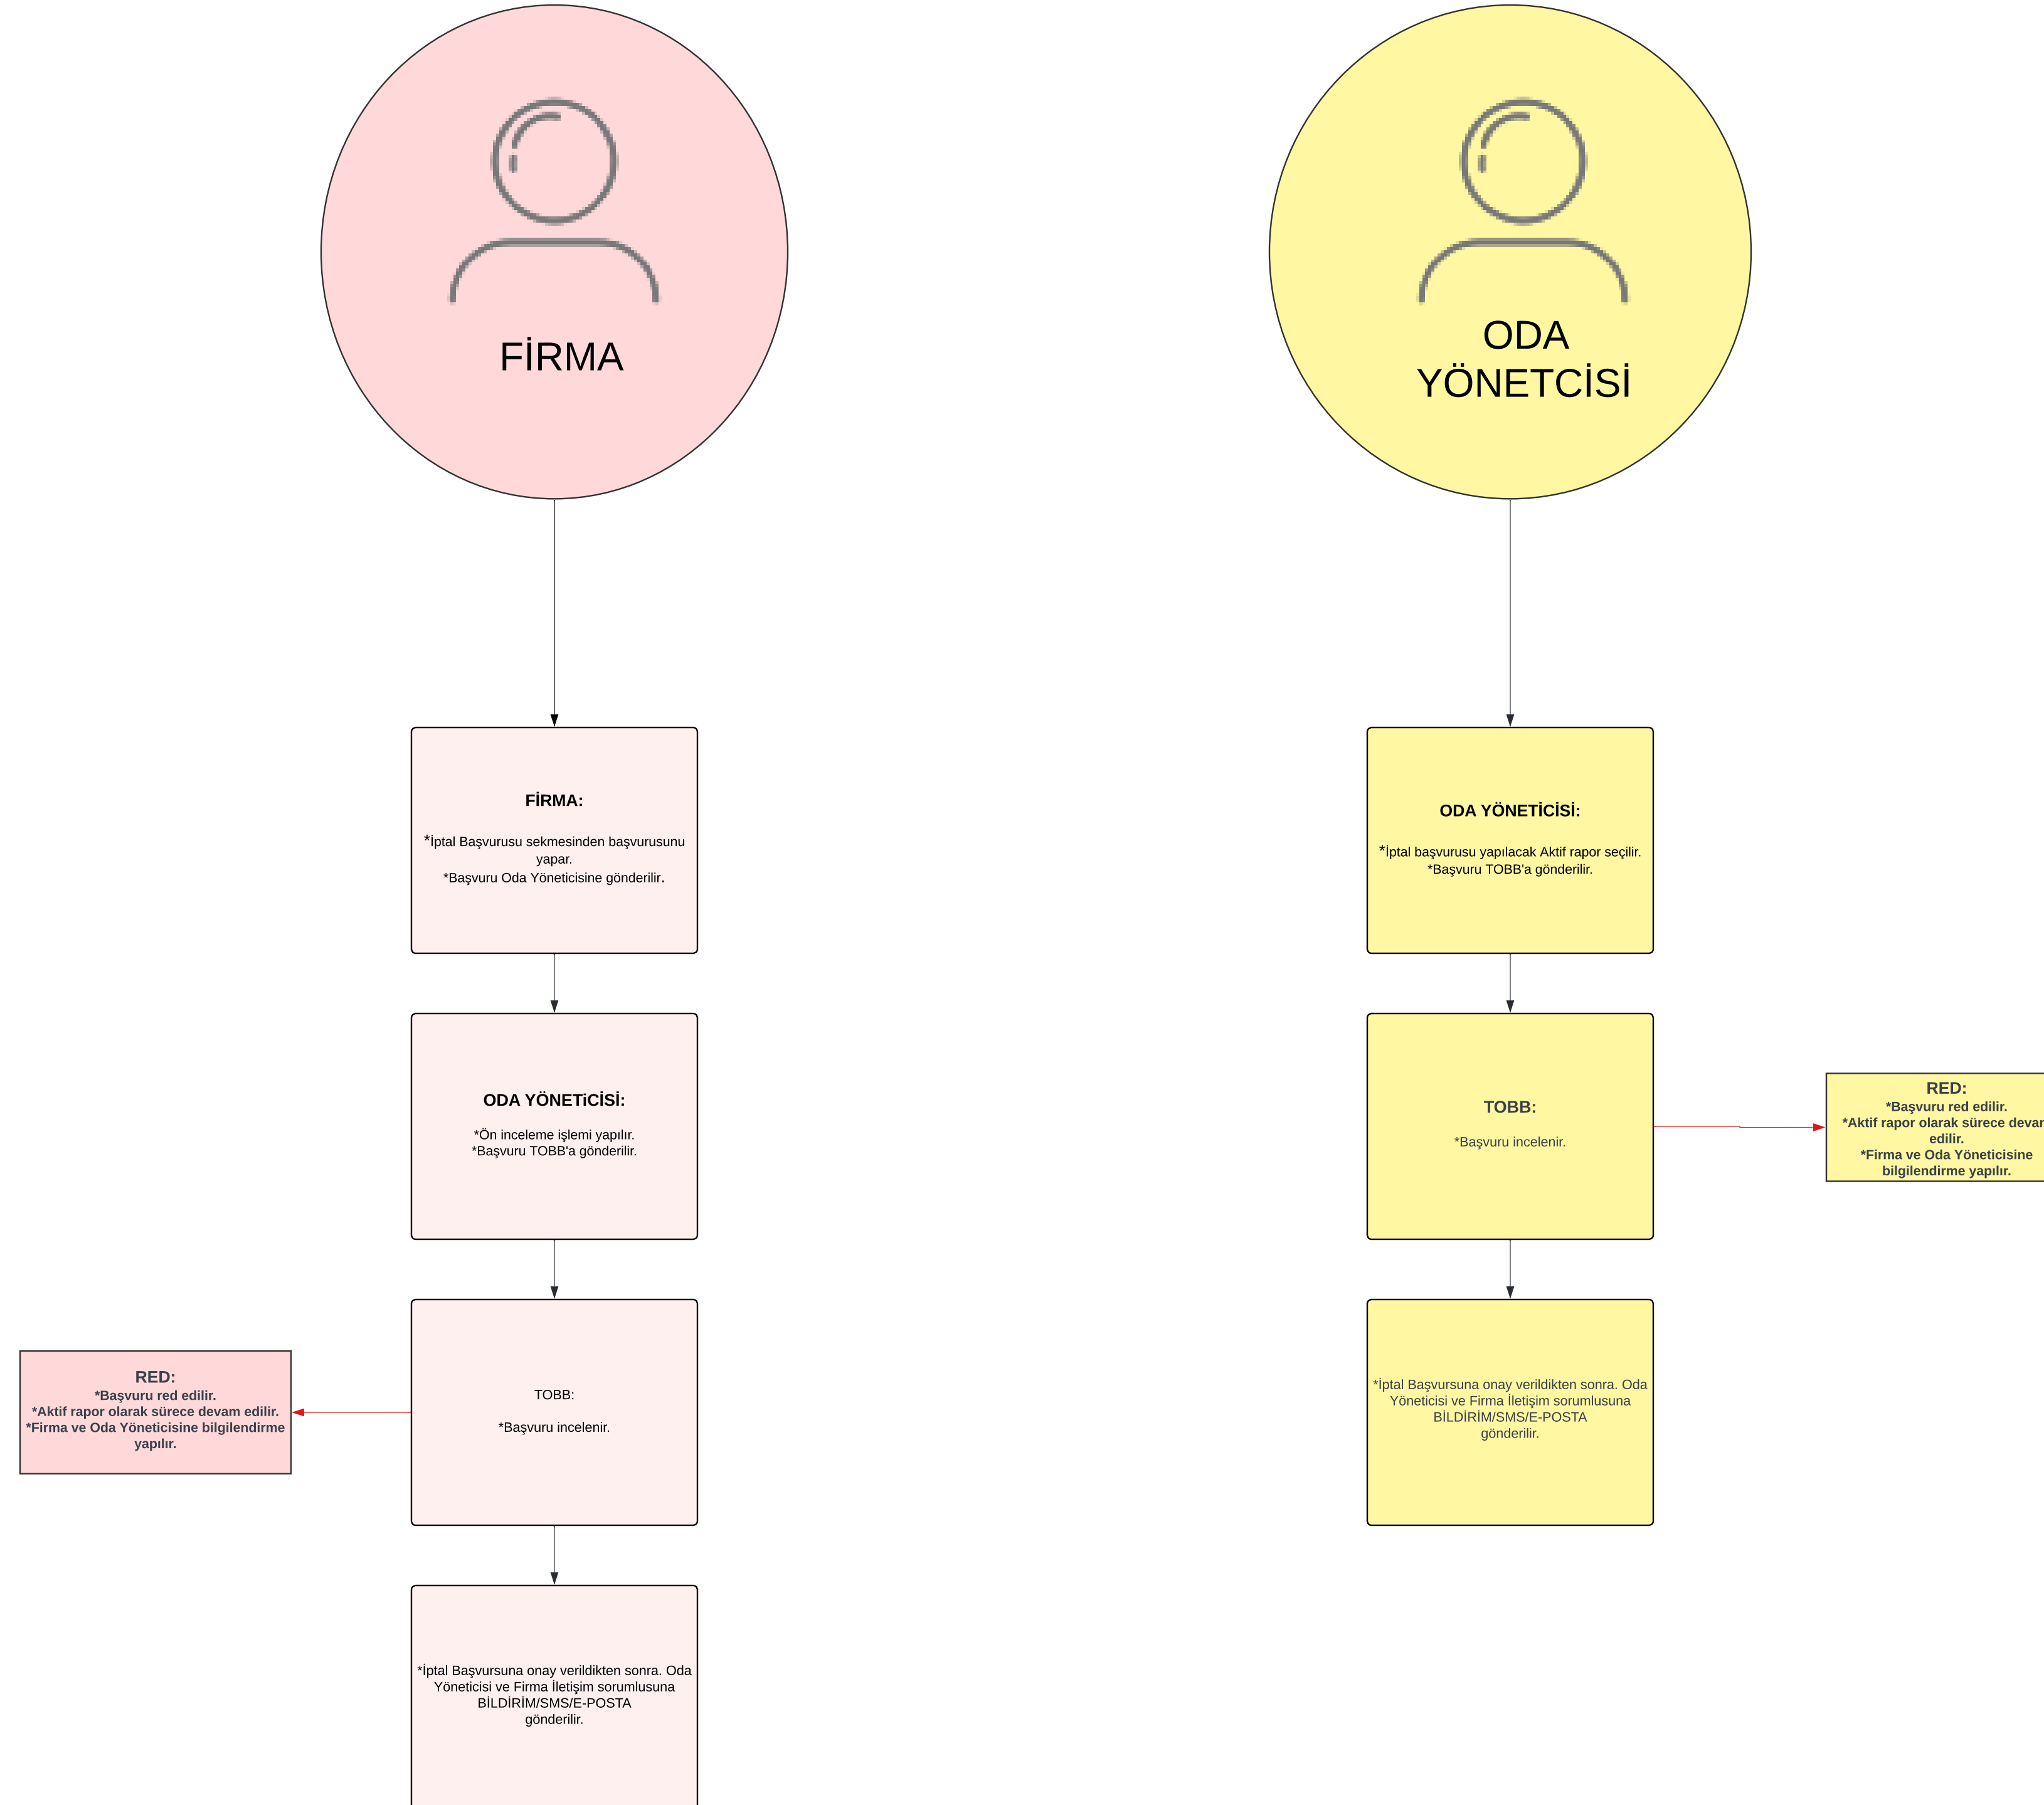 FİRMA
ODA
YÖNETCİSİ
FİRMA:
*İptal Başvurusu sekmesinden başvurusunu
yapar.
*Başvuru Oda Yöneticisine gönderilir.
ODA YÖNETİCİSİ:
*İptal başvurusu yapılacak Aktif rapor seçilir.
*Başvuru TOBB'a gönderilir.
ODA YÖNETiCİSİ:
*Ön inceleme işlemi yapılır.
*Başvuru TOBB'a gönderilir.
TOBB:
*Başvuru incelenir.
RED:
*Başvuru red edilir.
*Aktif rapor olarak sürece
edilir.
*Firma ve Oda Yöneticisine
bilgilendirme yapılır.
RED:
*Başvuru red edilir.
*Aktif rapor olarak sürece devam edilir.
*Firma ve Oda Yöneticisine bilgilendirme
yapılır.
TOBB:
*Başvuru incelenir.
*İptal Başvursuna onay verildikten sonra. Oda
Yöneticisi ve Firma İletişim sorumlusuna
BİLDİRİM/SMS/E-POSTA
gönderilir.
*İptal Başvursuna onay verildikten sonra. Oda
Yöneticisi ve Firma İletişim sorumlusuna
BİLDİRİM/SMS/E-POSTA
gönderilir.